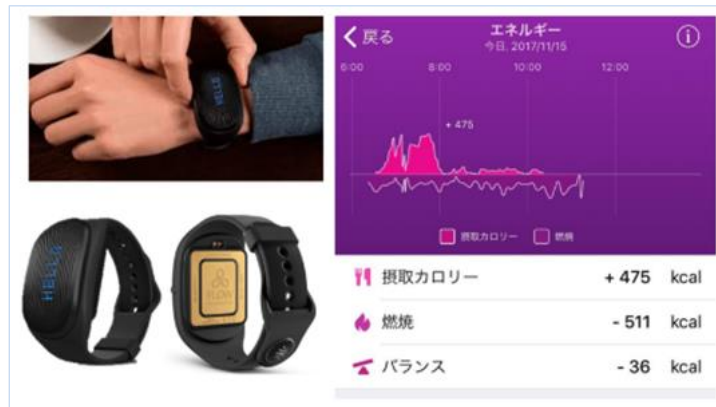 HELLO
HELLO
FLOW
戻る
エネルギー
今日, 2017/11/15
6:00 8:00 10:00 12:00
+ 475
摂取カロリー 燃焼
摂取カロリー + 475 kcal
燃焼 - 511 kcal
バランス - 36 kcal